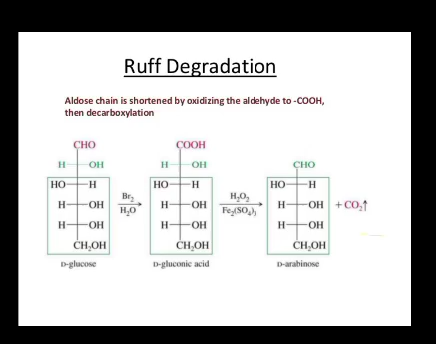 Ruff Degradation
Aldose chain is shortened by oxidizing the aldehyde to -COOH,
then decarboxylation
CHO COOH
H OH H OH CHO
HO H HO H HO H
H OH Br₂ H OH H₂O₂ H OH + CO₂↑
H₂O Fe₂(SO₄)₃
H OH H OH H OH
CH₂OH CH₂OH CH₂OH
D-glucose D-gluconic acid D-arabinose